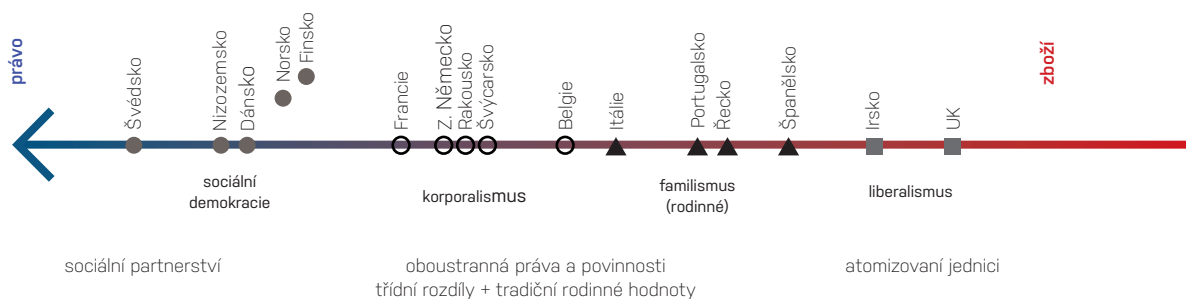 právo
Švédsko
Nizozemsko
Dánsko
Norsko
Finsko
Francie
Z. Německo
Rakousko
Švýcarsko
Belgie
Itálie
Portugalsko
Řecko
Španělsko
Irsko
UK
zboží
sociální
demokracie
korporalismus
familismus
(rodinné)
liberalismus
sociální partnerství
oboustranná práva a povinnosti
třídní rozdíly + tradiční rodinné hodnoty
atomizovaní jednici